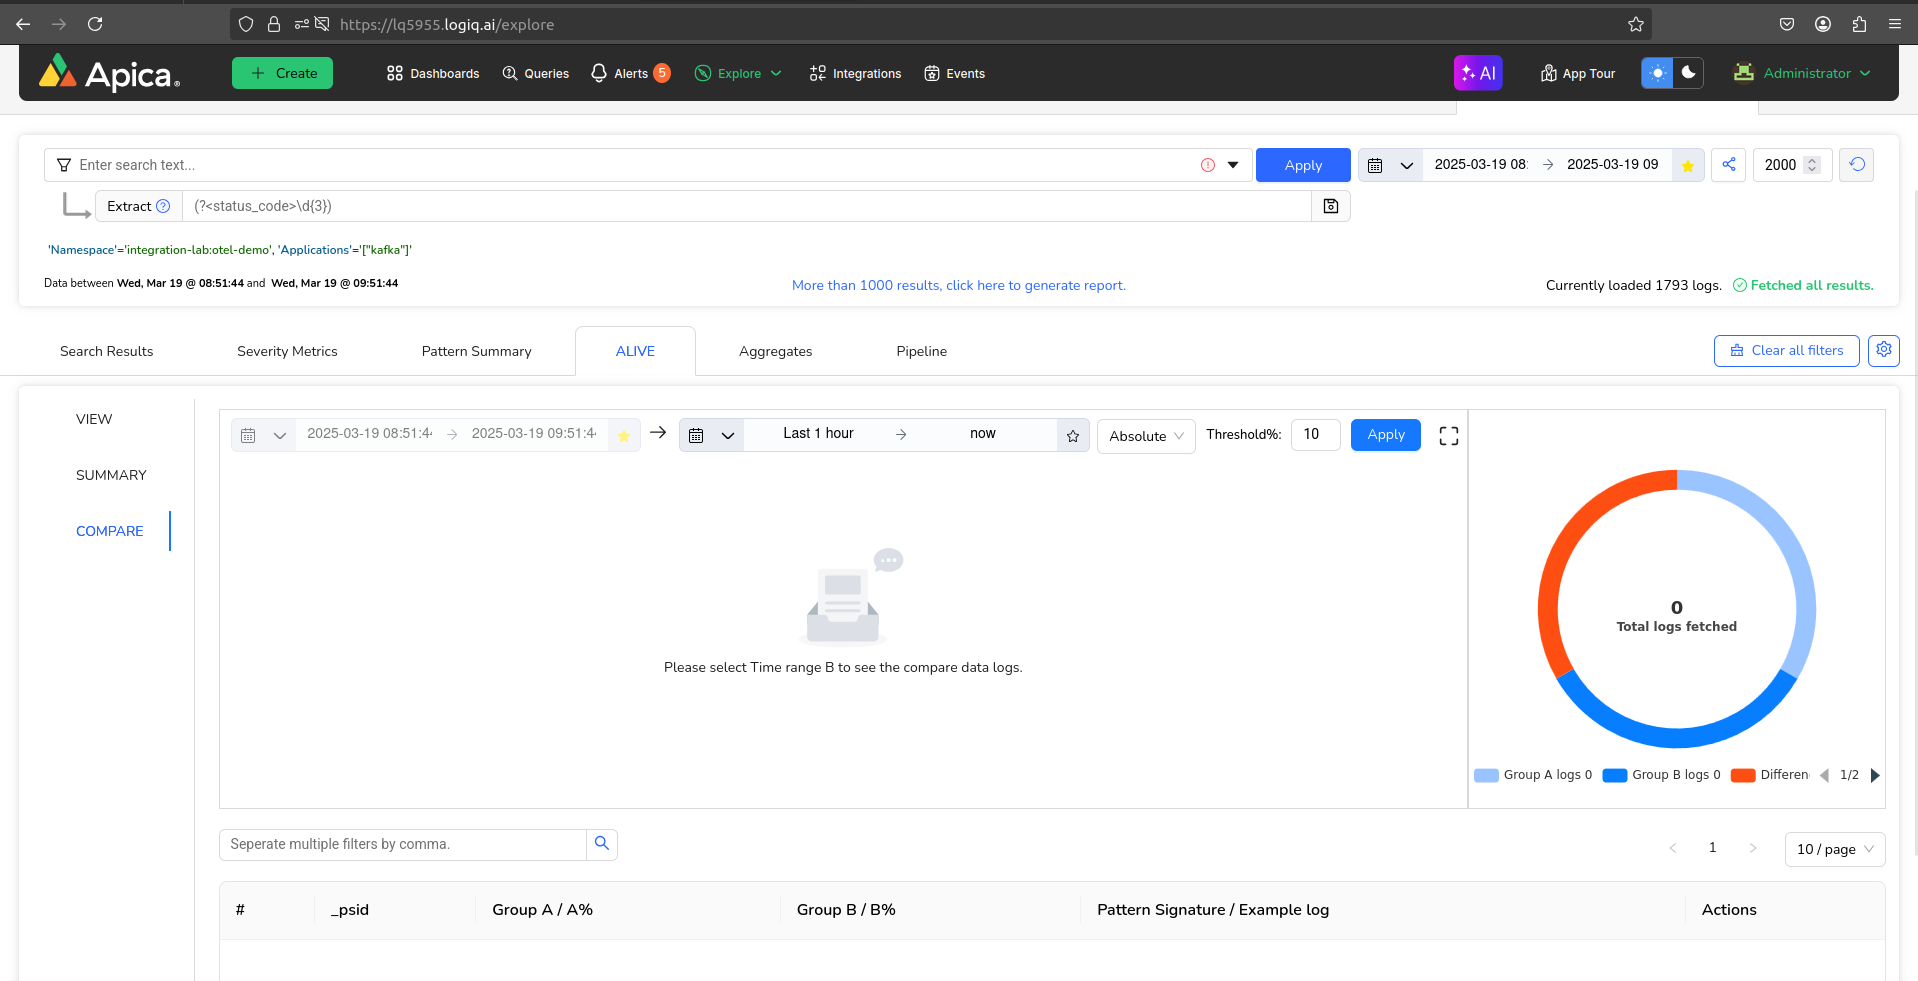 https://lq5955.logiq.ai/explore
Apica
Create
Dashboards
Queries
Alerts 5
Explore
Integrations
Events
AI
App Tour
Administrator
Enter search text...
Apply
2025-03-19 08:
2025-03-19 09
2000
Extract
(?<status_code>\d{3})
'Namespace'='integration-lab:otel-demo', 'Applications'='["kafka"]'
Data between Wed, Mar 19 @ 08:51:44 and Wed, Mar 19 @ 09:51:44
More than 1000 results, click here to generate report.
Currently loaded 1793 logs.
Fetched all results.
Search Results
Severity Metrics
Pattern Summary
ALIVE
Aggregates
Pipeline
Clear all filters
VIEW
SUMMARY
COMPARE
2025-03-19 08:51:4
2025-03-19 09:51:4
Last 1 hour
now
Absolute
Threshold%:
10
Apply
Please select Time range B to see the compare data logs.
0
Total logs fetched
Group A logs 0
Group B logs 0
Differen
1/2
Seperate multiple filters by comma.
1
10 / page
#
_psid
Group A / A%
Group B / B%
Pattern Signature / Example log
Actions